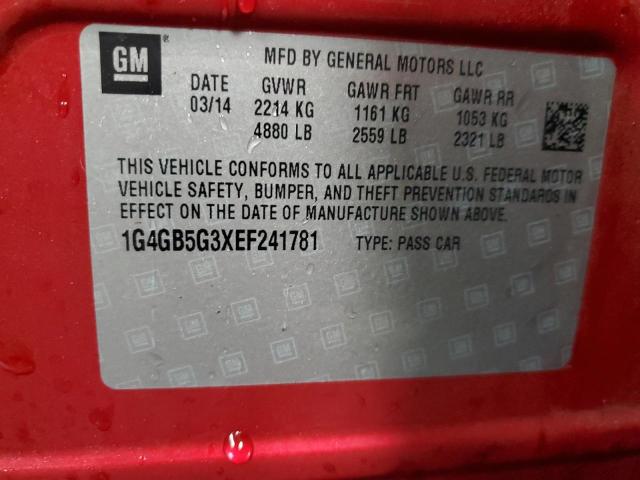 GM ®
MFD BY GENERAL MOTORS LLC
DATE GVWR GAWR FRT GAWR RR
03/14 2214 KG 1161 KG 1053 KG
4880 LB 2559 LB 2321 LB
THIS VEHICLE CONFORMS TO ALL APPLICABLE U.S. FEDERAL MOTOR
VEHICLE SAFETY, BUMPER, AND THEFT PREVENTION STANDARDS IN
EFFECT ON THE DATE OF MANUFACTURE SHOWN ABOVE.
1G4GB5G3XEF241781 TYPE: PASS CAR